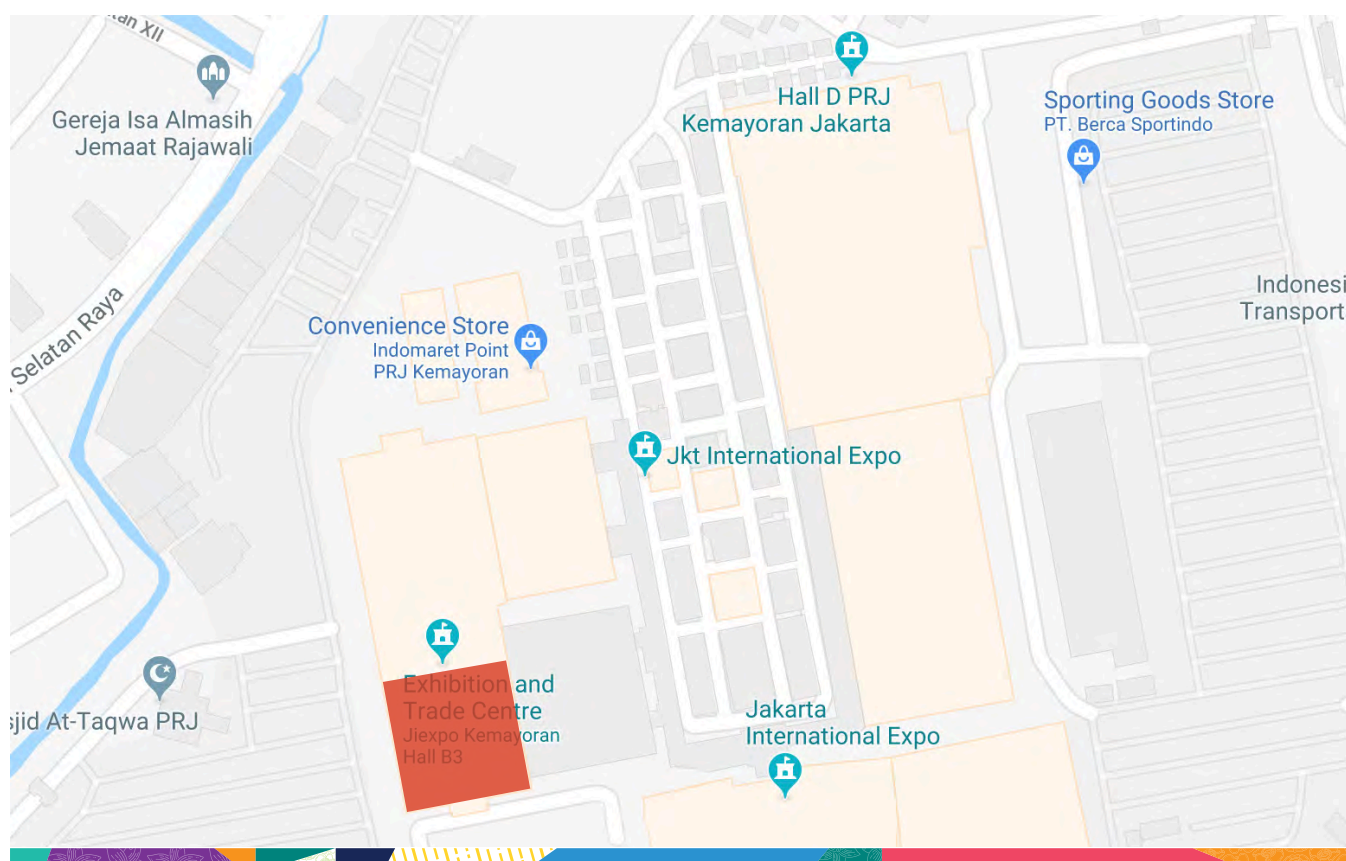 tan XII
Gereja Isa Almasih
Jemaat Rajawali
Hall D PRJ
Kemayoran Jakarta
Sporting Goods Store
PT. Berca Sportindo
Indonesi
Transport
Selatan Raya
Convenience Store
Indomaret Point
PRJ Kemayoran
Jkt International Expo
Exhibition and
Trade Centre
Jiexpo Kemayoran
Hall B3
sjid At-Taqwa PRJ
Jakarta
International Expo